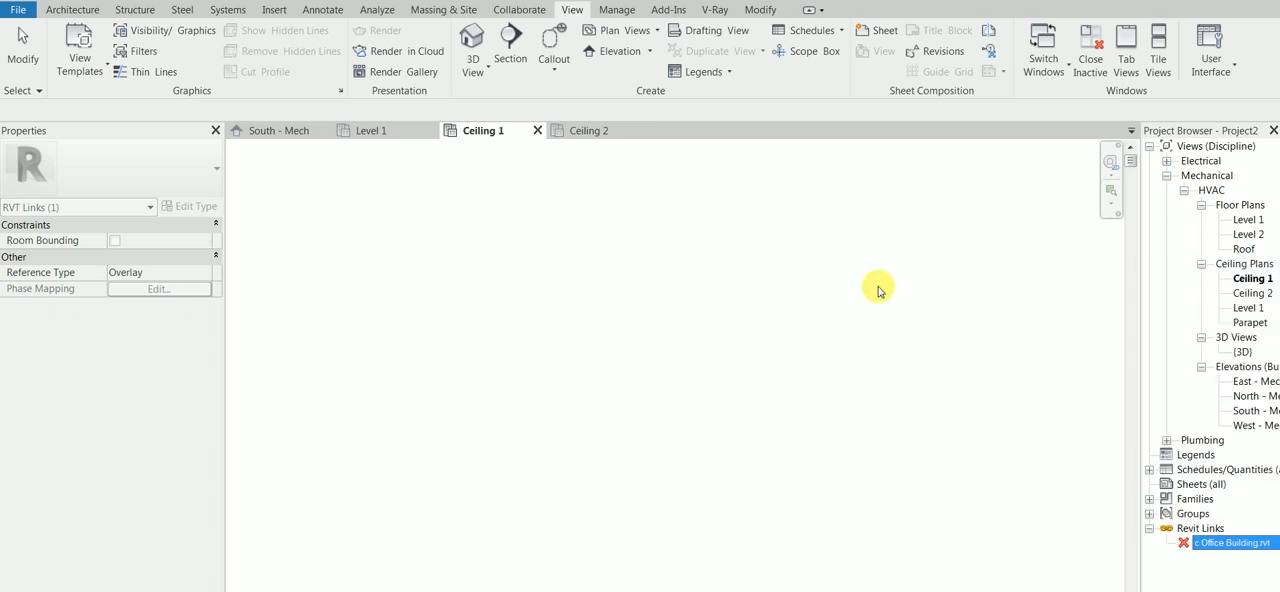 File Architecture Structure Steel Systems Insert Annotate Analyze Massing & Site Collaborate View Manage Add-Ins V-Ray Modify
Modify
Select
View
Templates
Visibility/ Graphics
Filters
Thin Lines
Show Hidden Lines
Remove Hidden Lines
Cut Profile
Graphics
Render
Render in Cloud
Render Gallery
Presentation
3D
View
Section
Callout
Plan Views
Elevation
Drafting View
Duplicate View
Legends
Schedules
Scope Box
Create
Sheet
View
Title Block
Revisions
Guide Grid
Sheet Composition
Switch
Windows
Close
Inactive
Tab
Views
Tile
Views
Windows
User
Interface
Properties
R
RVT Links (1)
Edit Type
Constraints
Room Bounding
Other
Reference Type Overlay
Phase Mapping Edit...
South - Mech Level 1 Ceiling 1 Ceiling 2
Project Browser - Project2
Views (Discipline)
Electrical
Mechanical
HVAC
Floor Plans
Level 1
Level 2
Roof
Ceiling Plans
Ceiling 1
Ceiling 2
Level 1
Parapet
3D Views
{3D}
Elevations (Bu
East - Mec
North - Me
South - M
West - Me
Plumbing
Legends
Schedules/Quantities (a
Sheets (all)
Families
Groups
Revit Links
c Office Building.rvt